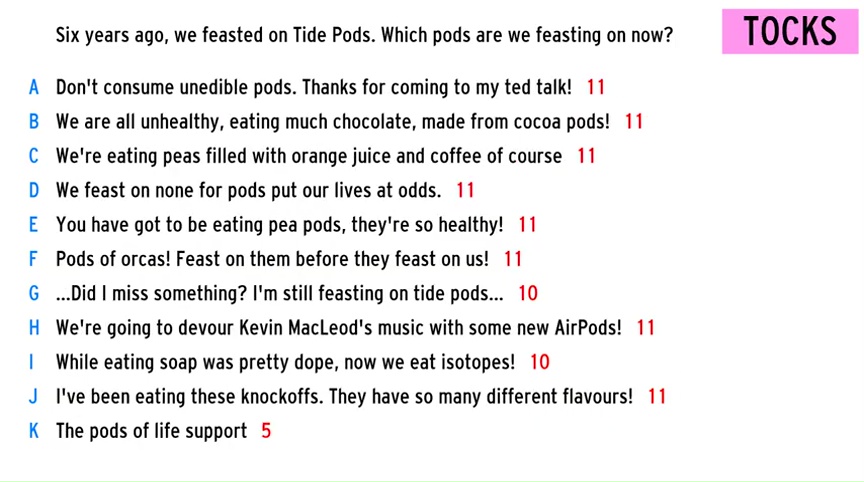 Six years ago, we feasted on Tide Pods. Which pods are we feasting on now?
TOCKS
A Don't consume unedible pods. Thanks for coming to my ted talk! 11
B We are all unhealthy, eating much chocolate, made from cocoa pods! 11
C We're eating peas filled with orange juice and coffee of course 11
D We feast on none for pods put our lives at odds. 11
E You have got to be eating pea pods, they're so healthy! 11
F Pods of orcas! Feast on them before they feast on us! 11
G ...Did I miss something? I'm still feasting on tide pods... 10
H We're going to devour Kevin MacLeod's music with some new AirPods! 11
I While eating soap was pretty dope, now we eat isotopes! 10
J I've been eating these knockoffs. They have so many different flavours! 11
K The pods of life support 5